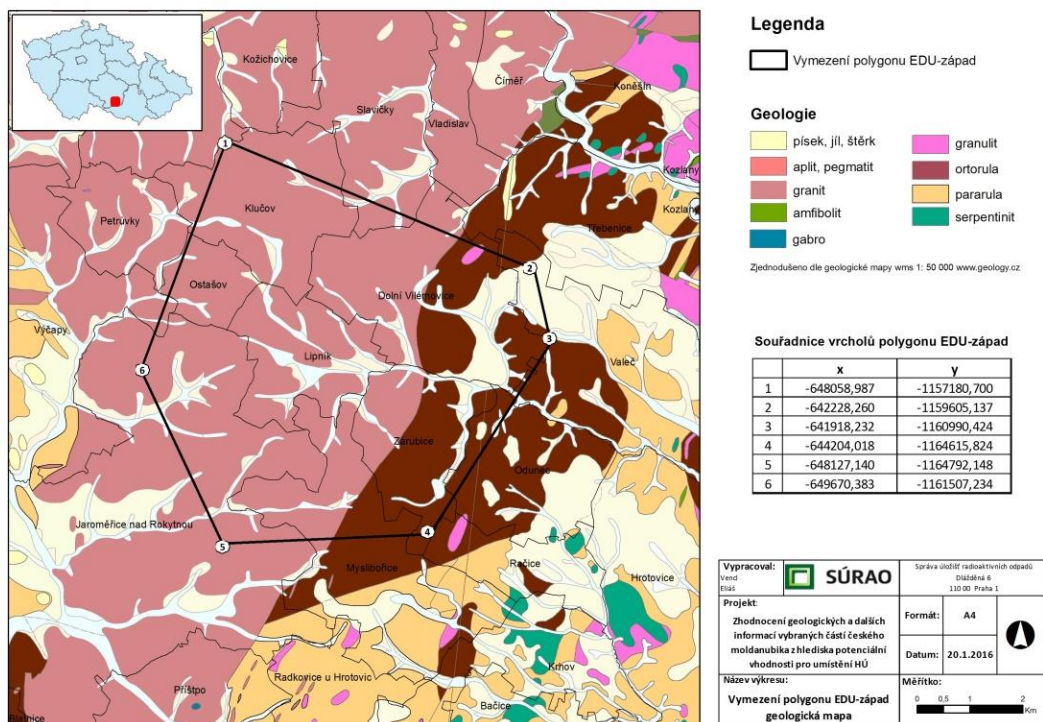 Kožichovice
Číměř
Koněšín
Slavičky
Vladislav
1
Kozlany
Klučov
Petrůvky
Kozlany
Třebenice
2
Ostašov
Dolní Vilémovice
Výčapy
3
Lipník
Valeč
6
Zárubice
Odunec
Jaroměřice nad Rokytnou
4
5
Račice
Myslibořice
Hrotovice
Krhov
Radkovice u Hrotovic
Příštpo
Bačice
Legenda
Vymezení polygonu EDU-západ
Geologie
písek, jíl, štěrk
aplit, pegmatit
granit
amfibolit
gabro
granulit
ortorula
pararula
serpentinit
Zjednodušeno dle geologické mapy wms 1: 50 000 www.geology.cz
Souřadnice vrcholů polygonu EDU-západ
x y
1 -648058,987 -1157180,700
2 -642228,260 -1159605,137
3 -641918,232 -1160990,424
4 -644204,018 -1164615,824
5 -648127,140 -1164792,148
6 -649670,383 -1161507,234
Vypracoval:
Vend
Eliáš
SÚRAO
Správa úložišť radioaktivních odpadů
Dlážděná 6
110 00 Praha 1
Projekt:
Zhodnocení geologických a dalších
informací vybraných částí českého
moldanubika z hlediska potenciální
vhodnosti pro umístění HÚ
Formát: A4
Datum: 20.1.2016
Název výkresu:
Vymezení polygonu EDU-západ
geologická mapa
Měřítko:
0 0,5 1 2
Km